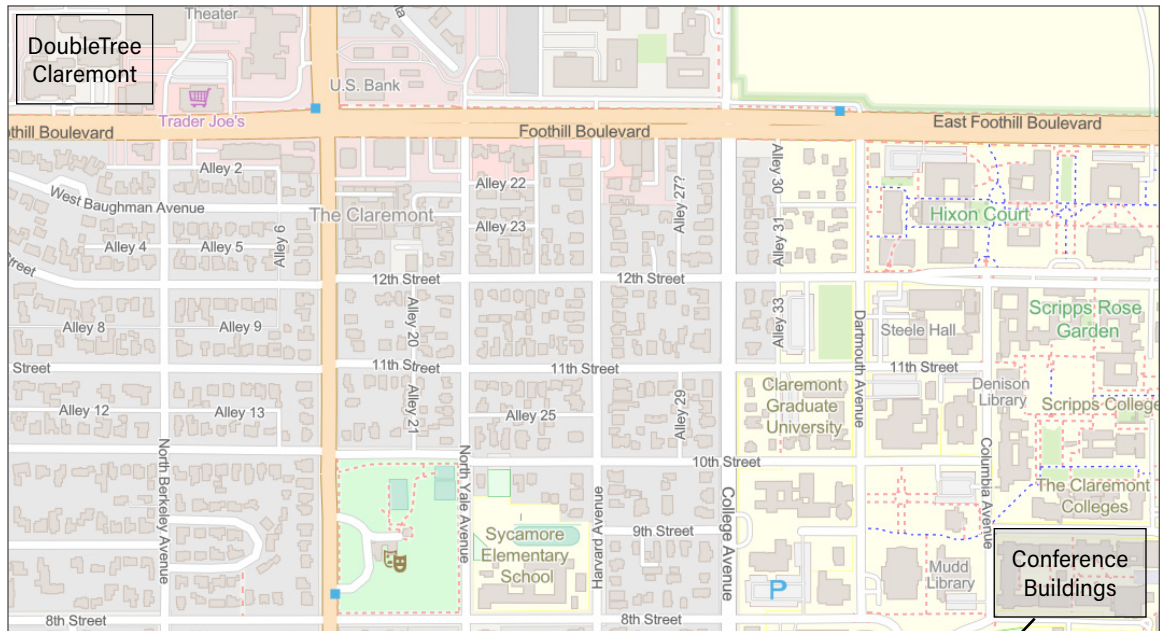 Theater
ta
DoubleTree
Claremont
U.S. Bank
Trader Joe's
othill Boulevard
Foothill Boulevard
East Foothill Boulevard
Alley 2
Alley 22
Alley 27?
Alley 30
West Baughman Avenue
The Claremont
Hixon Court
Alley 4
Alley 5
Alley 6
Alley 23
Alley 31
Street
12th Street
12th Street
Alley 8
Alley 9
Alley 20
Alley 33
Dartmouth Avenue
Steele Hall
Scripps Rose
Garden
Street
11th Street
11th Street
11th Street
Alley 12
Alley 13
Alley 21
Alley 25
Alley 29
Claremont
Graduate
University
Denison
Library
Scripps College
North Berkeley Avenue
North Yale Avenue
10th Street
Harvard Avenue
College Avenue
Columbia Avenue
The Claremont
Colleges
Sycamore
Elementary
School
9th Street
P
Mudd
Library
Conference
Buildings
8th Street
8th Street